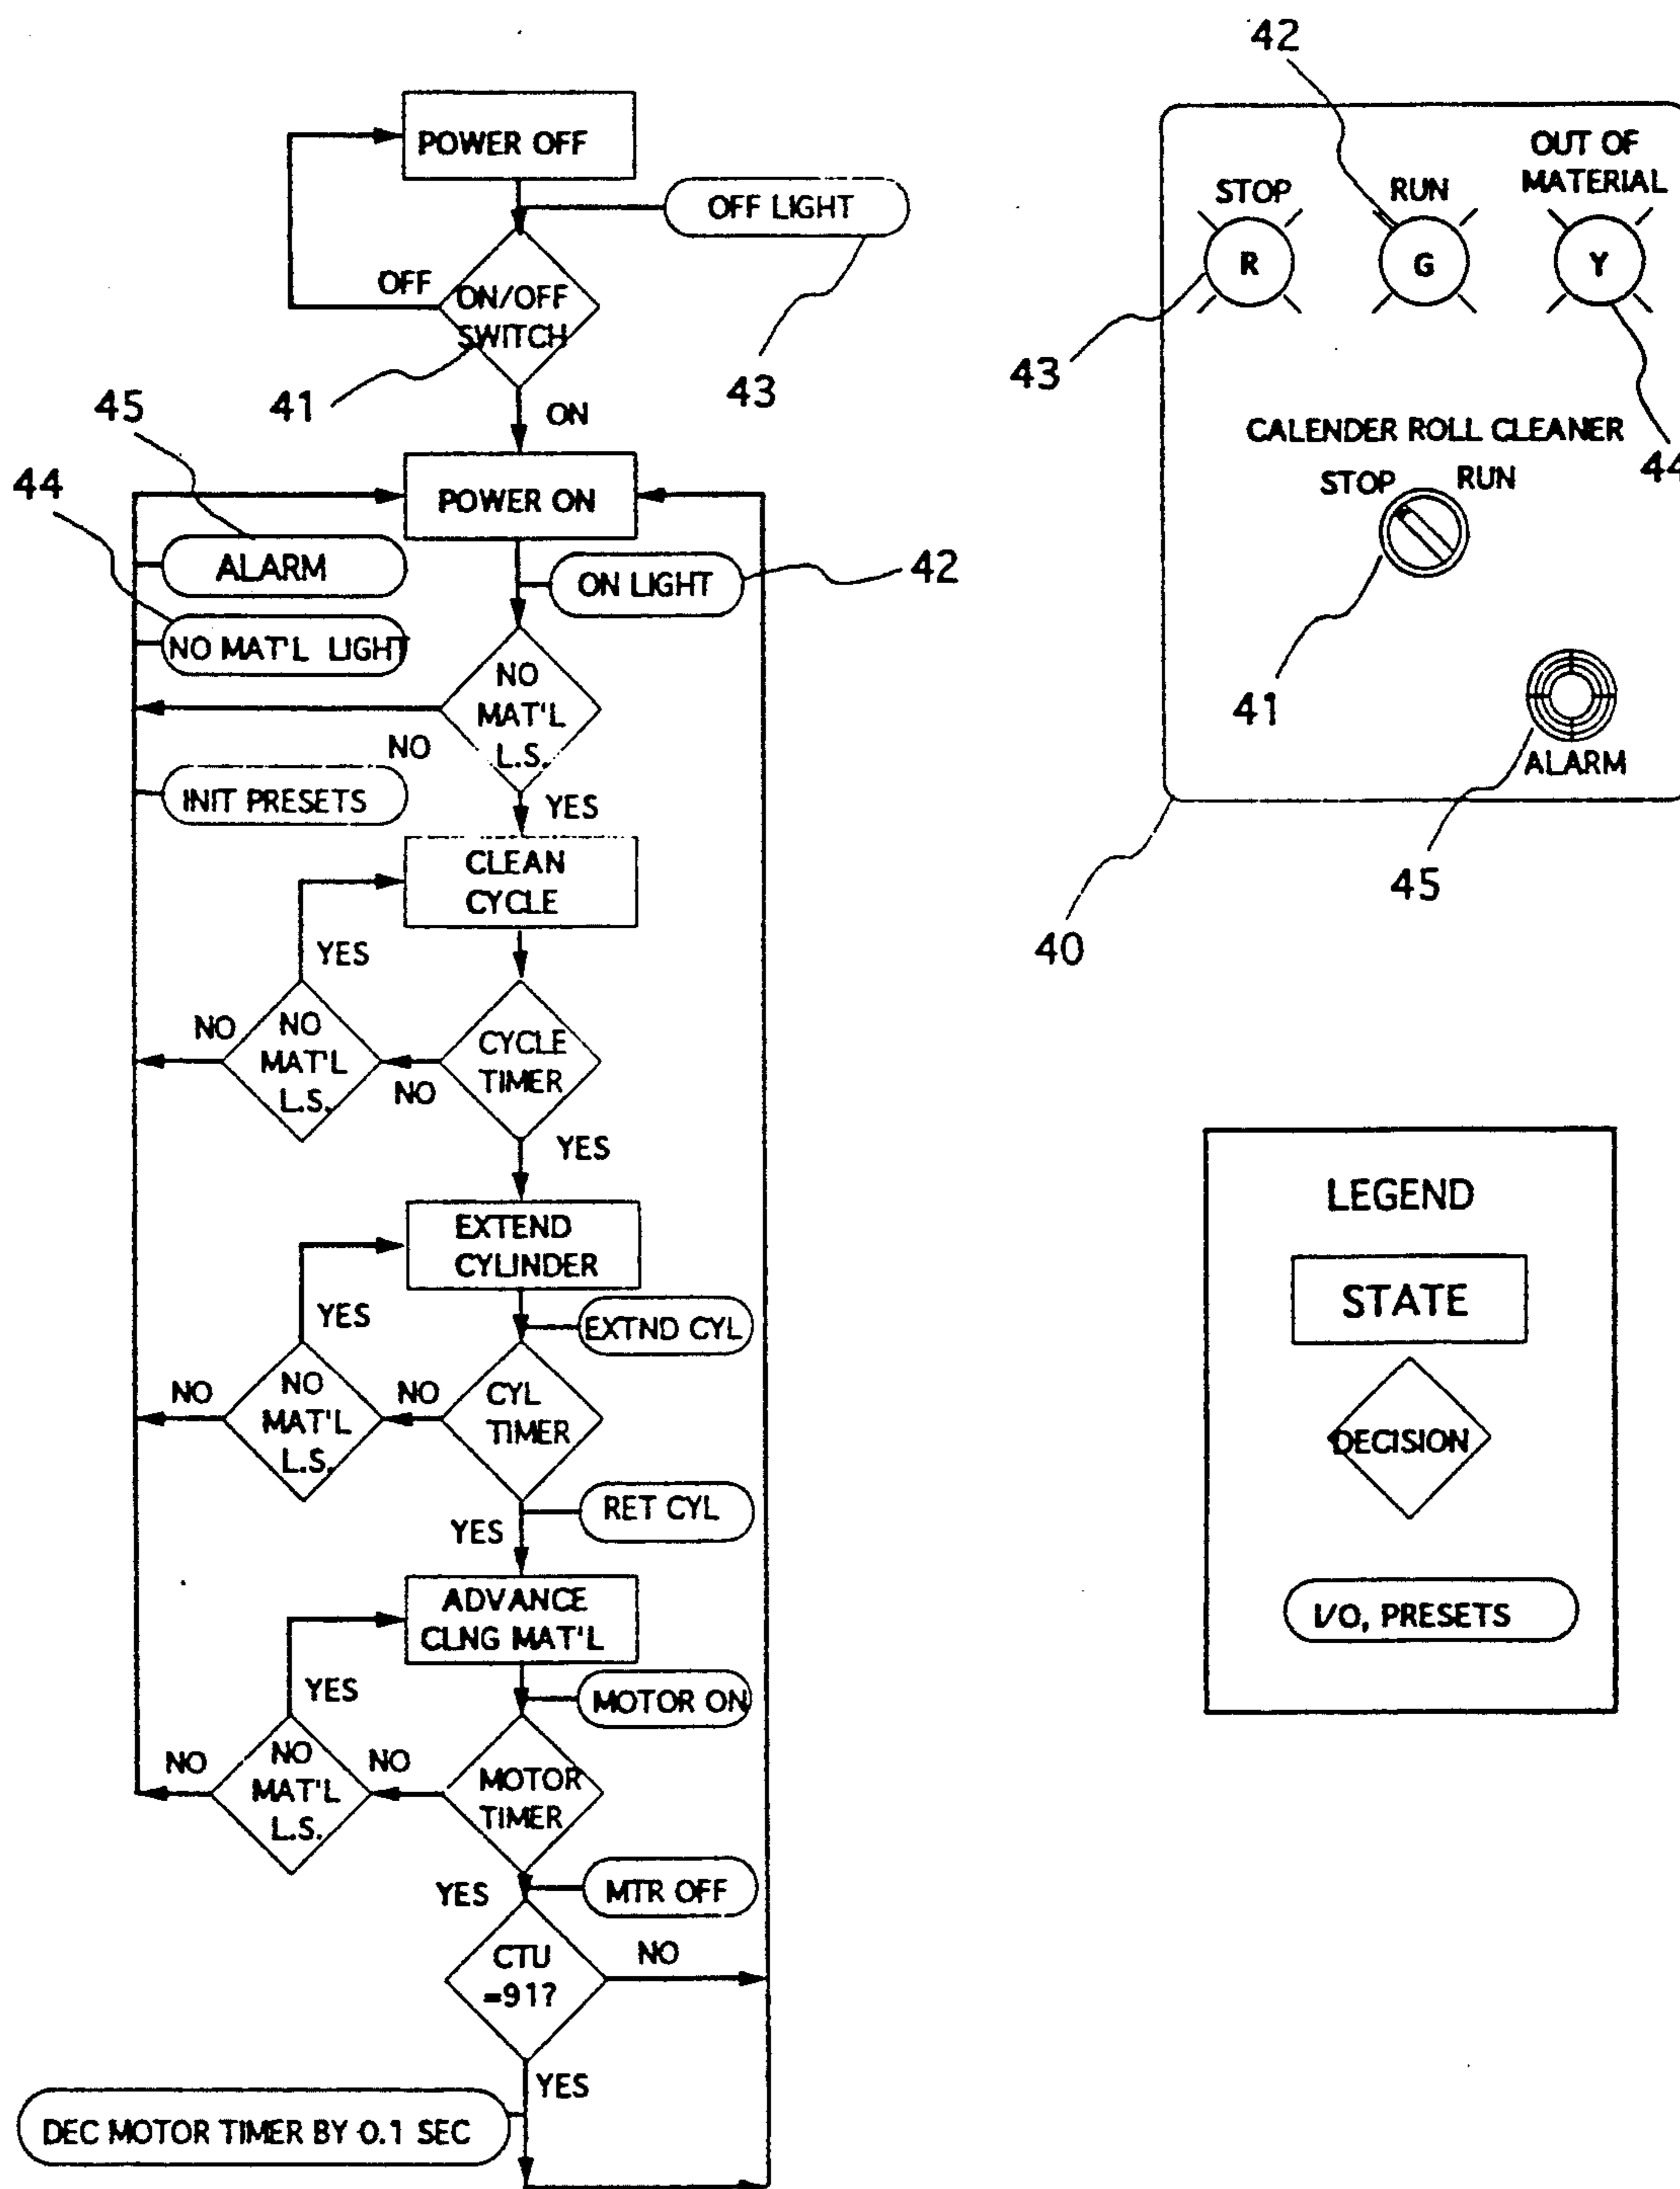 POWER OFF
OFF LIGHT
OFF
ON/OFF
SWITCH
41
43
ON
45
44
POWER ON
ALARM
ON LIGHT
42
NO MAT'L LIGHT
NO
MAT'L
L.S.
NO
INIT PRESETS
YES
CLEAN
CYCLE
YES
NO
NO
MAT'L
L.S.
NO
CYCLE
TIMER
YES
EXTEND
CYLINDER
EXTND CYL
YES
NO
NO
MAT'L
L.S.
NO
CYL
TIMER
RET CYL
YES
ADVANCE
CLNG MAT'L
MOTOR ON
YES
NO
NO
MAT'L
L.S.
NO
MOTOR
TIMER
YES
MTR OFF
CTU
=91?
NO
YES
DEC MOTOR TIMER BY 0.1 SEC
42
STOP
RUN
OUT OF
MATERIAL
R
G
Y
43
44
CALENDER ROLL CLEANER
STOP
RUN
41
ALARM
45
40
LEGEND
STATE
DECISION
I/O, PRESETS